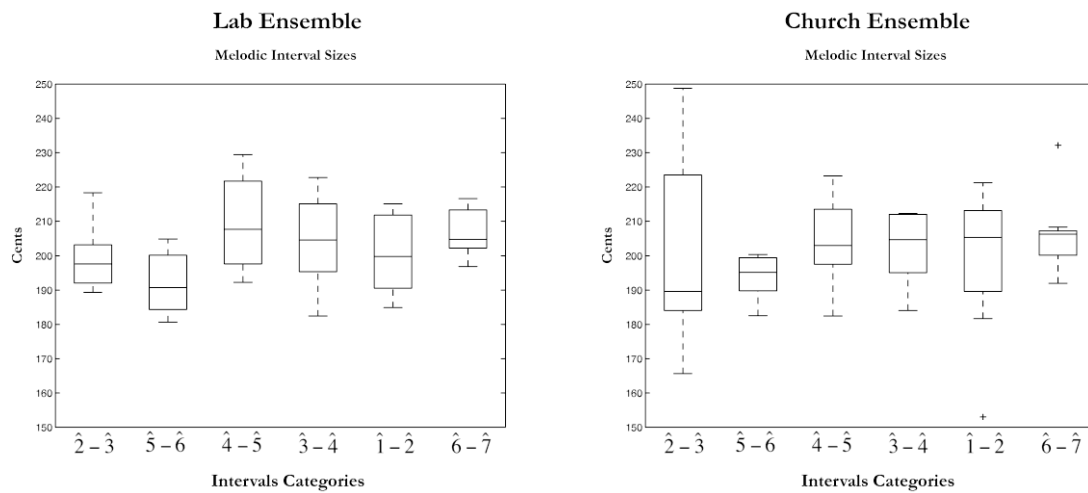 Lab Ensemble
Melodic Interval Sizes
250
240
230
220
210
200
190
180
170
160
150
Cents
2̂ – 3̂ 5̂ – 6̂ 4̂ – 5̂ 3̂ – 4̂ 1̂ – 2̂ 6̂ – 7̂
Intervals Categories
Church Ensemble
Melodic Interval Sizes
250
240
230
220
210
200
190
180
170
160
150
Cents
2̂ – 3̂ 5̂ – 6̂ 4̂ – 5̂ 3̂ – 4̂ 1̂ – 2̂ 6̂ – 7̂
Intervals Categories